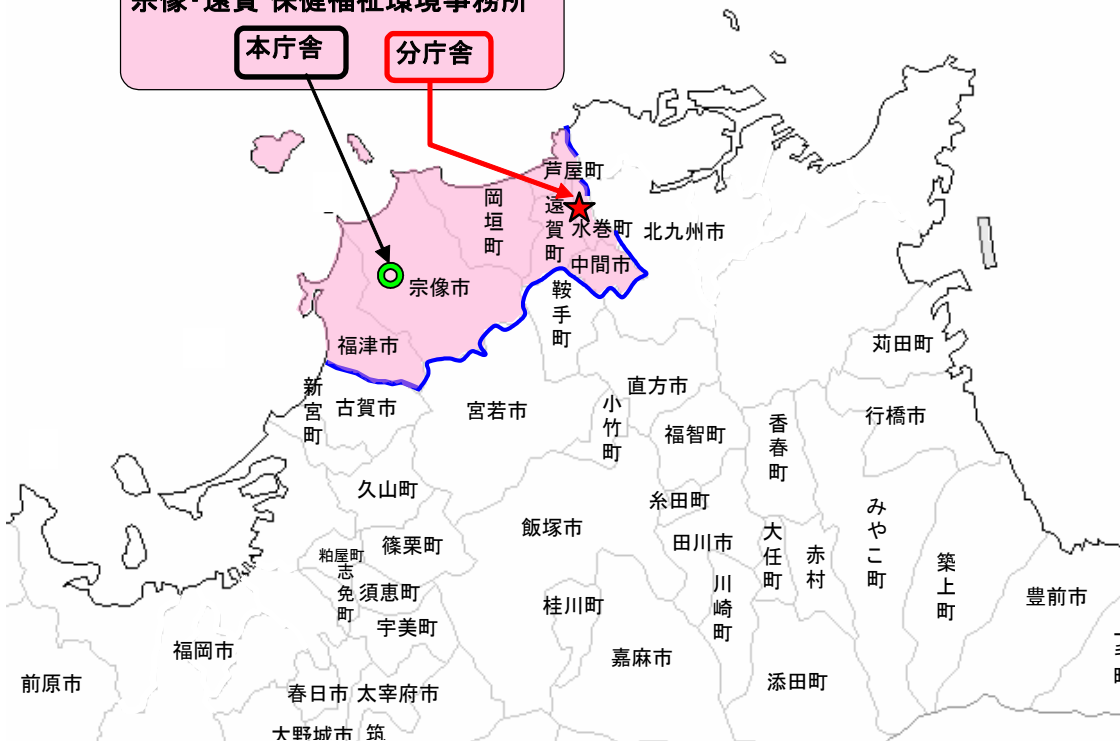 宗像・遠賀 保健福祉環境事務所
本庁舎
分庁舎
芦屋町
岡垣町
遠賀町
水巻町
北九州市
中間市
宗像市
鞍手町
福津市
苅田町
新宮町
古賀市
宮若市
直方市
小竹町
福智町
香春町
行橋市
久山町
糸田町
みやこ町
飯塚市
田川市
大任町
赤村
篠栗町
粕屋町
志免町
須恵町
川崎町
築上町
豊前市
桂川町
宇美町
福岡市
嘉麻市
前原市
春日市
太宰府市
添田町
大野城市
筑